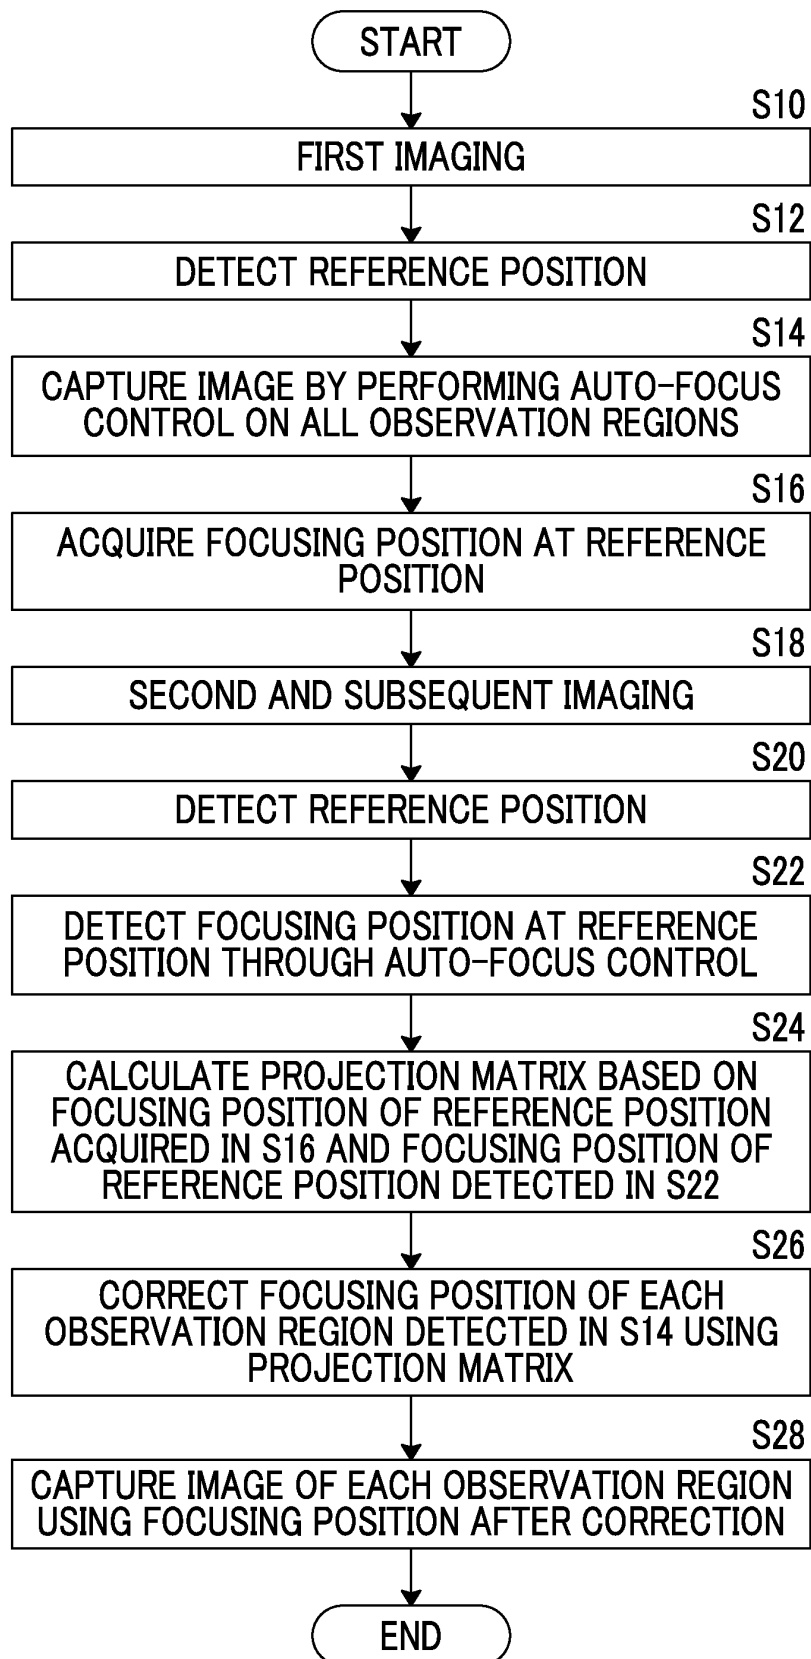 START
S10
FIRST IMAGING
S12
DETECT REFERENCE POSITION
S14
CAPTURE IMAGE BY PERFORMING AUTO-FOCUS
CONTROL ON ALL OBSERVATION REGIONS
S16
ACQUIRE FOCUSING POSITION AT REFERENCE
POSITION
S18
SECOND AND SUBSEQUENT IMAGING
S20
DETECT REFERENCE POSITION
S22
DETECT FOCUSING POSITION AT REFERENCE
POSITION THROUGH AUTO-FOCUS CONTROL
S24
CALCULATE PROJECTION MATRIX BASED ON
FOCUSING POSITION OF REFERENCE POSITION
ACQUIRED IN S16 AND FOCUSING POSITION OF
REFERENCE POSITION DETECTED IN S22
S26
CORRECT FOCUSING POSITION OF EACH
OBSERVATION REGION DETECTED IN S14 USING
PROJECTION MATRIX
S28
CAPTURE IMAGE OF EACH OBSERVATION REGION
USING FOCUSING POSITION AFTER CORRECTION
END